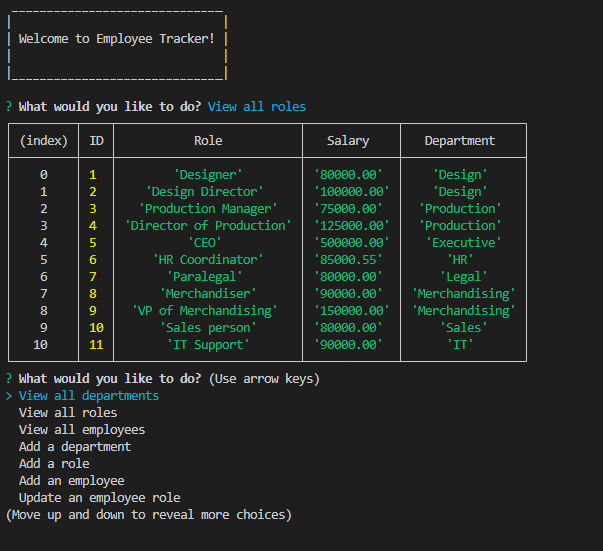 Welcome to Employee Tracker!
? What would you like to do? View all roles
(index) ID Role Salary Department
0 1 'Designer' '80000.00' 'Design'
1 2 'Design Director' '100000.00' 'Design'
2 3 'Production Manager' '75000.00' 'Production'
3 4 'Director of Production' '125000.00' 'Production'
4 5 'CEO' '500000.00' 'Executive'
5 6 'HR Coordinator' '85000.55' 'HR'
6 7 'Paralegal' '80000.00' 'Legal'
7 8 'Merchandiser' '90000.00' 'Merchandising'
8 9 'VP of Merchandising' '150000.00' 'Merchandising'
9 10 'Sales person' '80000.00' 'Sales'
10 11 'IT Support' '90000.00' 'IT'
? What would you like to do? (Use arrow keys)
> View all departments
View all roles
View all employees
Add a department
Add a role
Add an employee
Update an employee role
(Move up and down to reveal more choices)